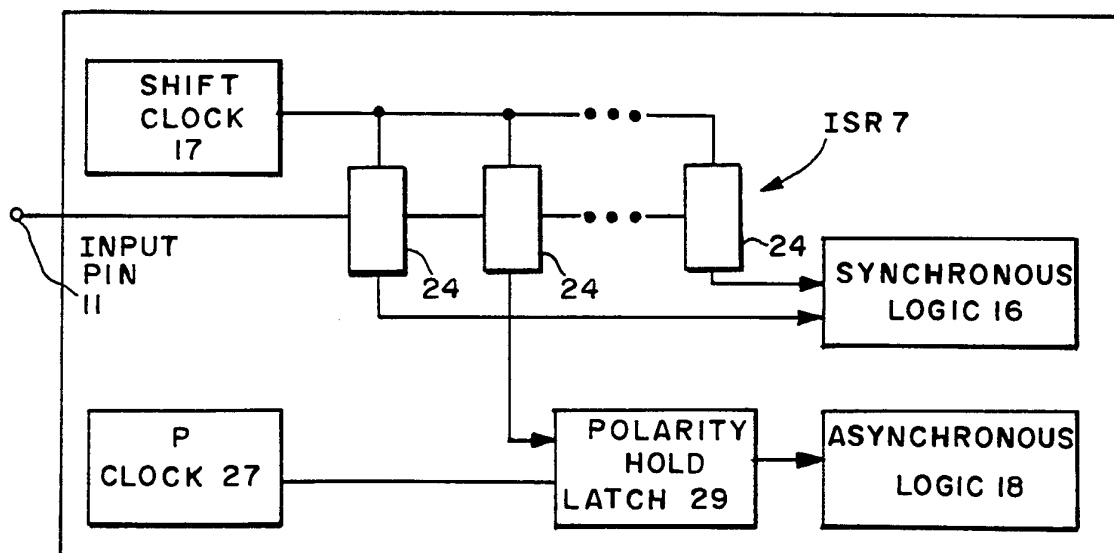 SHIFT
CLOCK
17
ISR 7
INPUT
PIN
11
24
24
24
SYNCHRONOUS
LOGIC 16
P
CLOCK 27
POLARITY
HOLD
LATCH 29
ASYNCHRONOUS
LOGIC 18